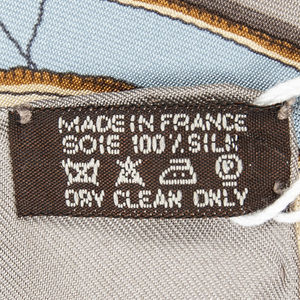 MADE IN FRANCE
SOIE 100% SILK
P
DRY CLEAN ONLY